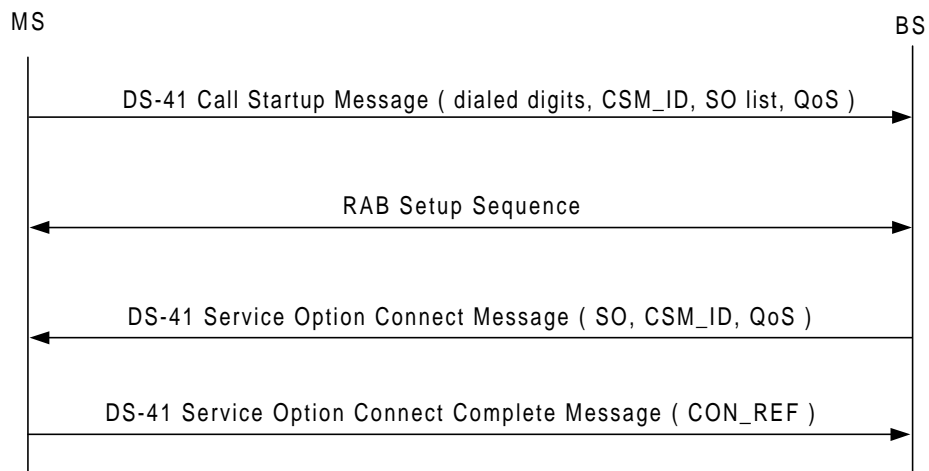 MS
BS
DS-41 Call Startup Message ( dialed digits, CSM_ID, SO list, QoS )
RAB Setup Sequence
DS-41 Service Option Connect Message ( SO, CSM_ID, QoS )
DS-41 Service Option Connect Complete Message ( CON_REF )